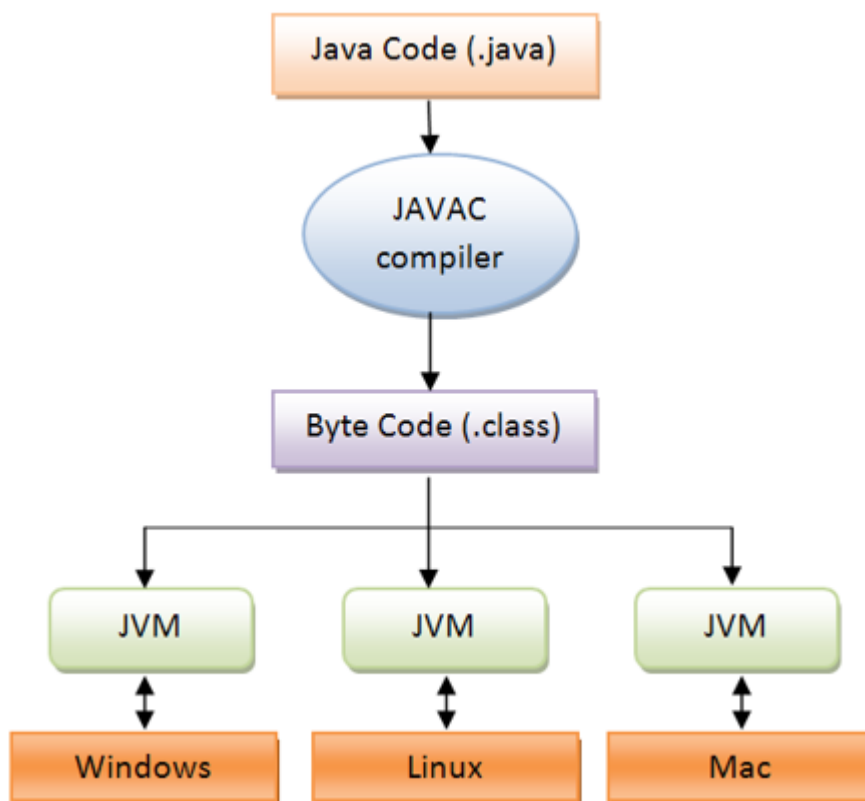 Java Code (.java)
JAVAC
compiler
Byte Code (.class)
JVM
JVM
JVM
Windows
Linux
Mac